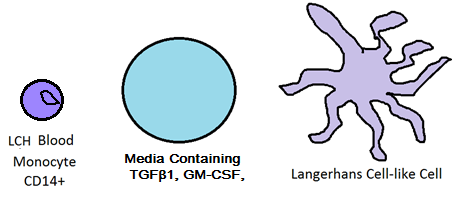 LCH Blood
Monocyte
CD14+
Media Containing
TGFβ1, GM-CSF,
Langerhans Cell-like Cell